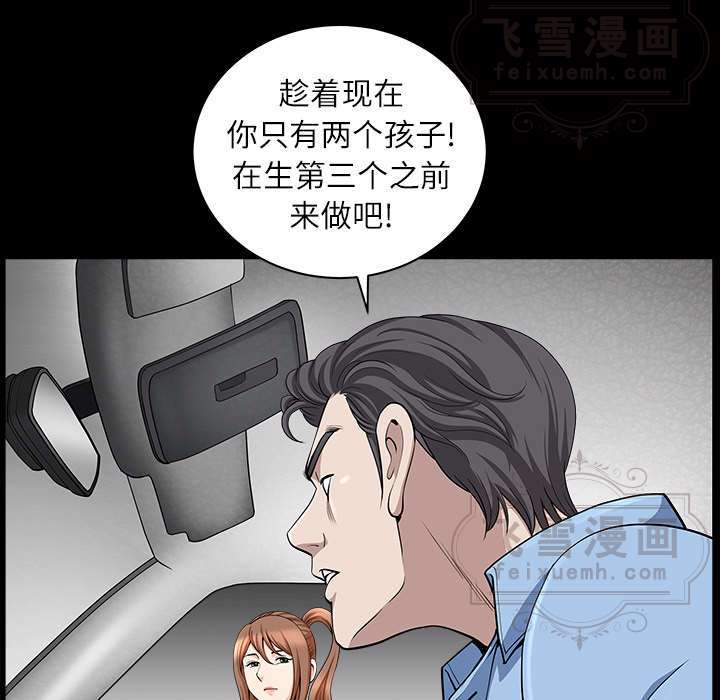 飞雪漫画
feixuemh.com
趁着现在
你只有两个孩子!
在生第三个之前
来做吧!
飞雪漫画
feixuemh.com